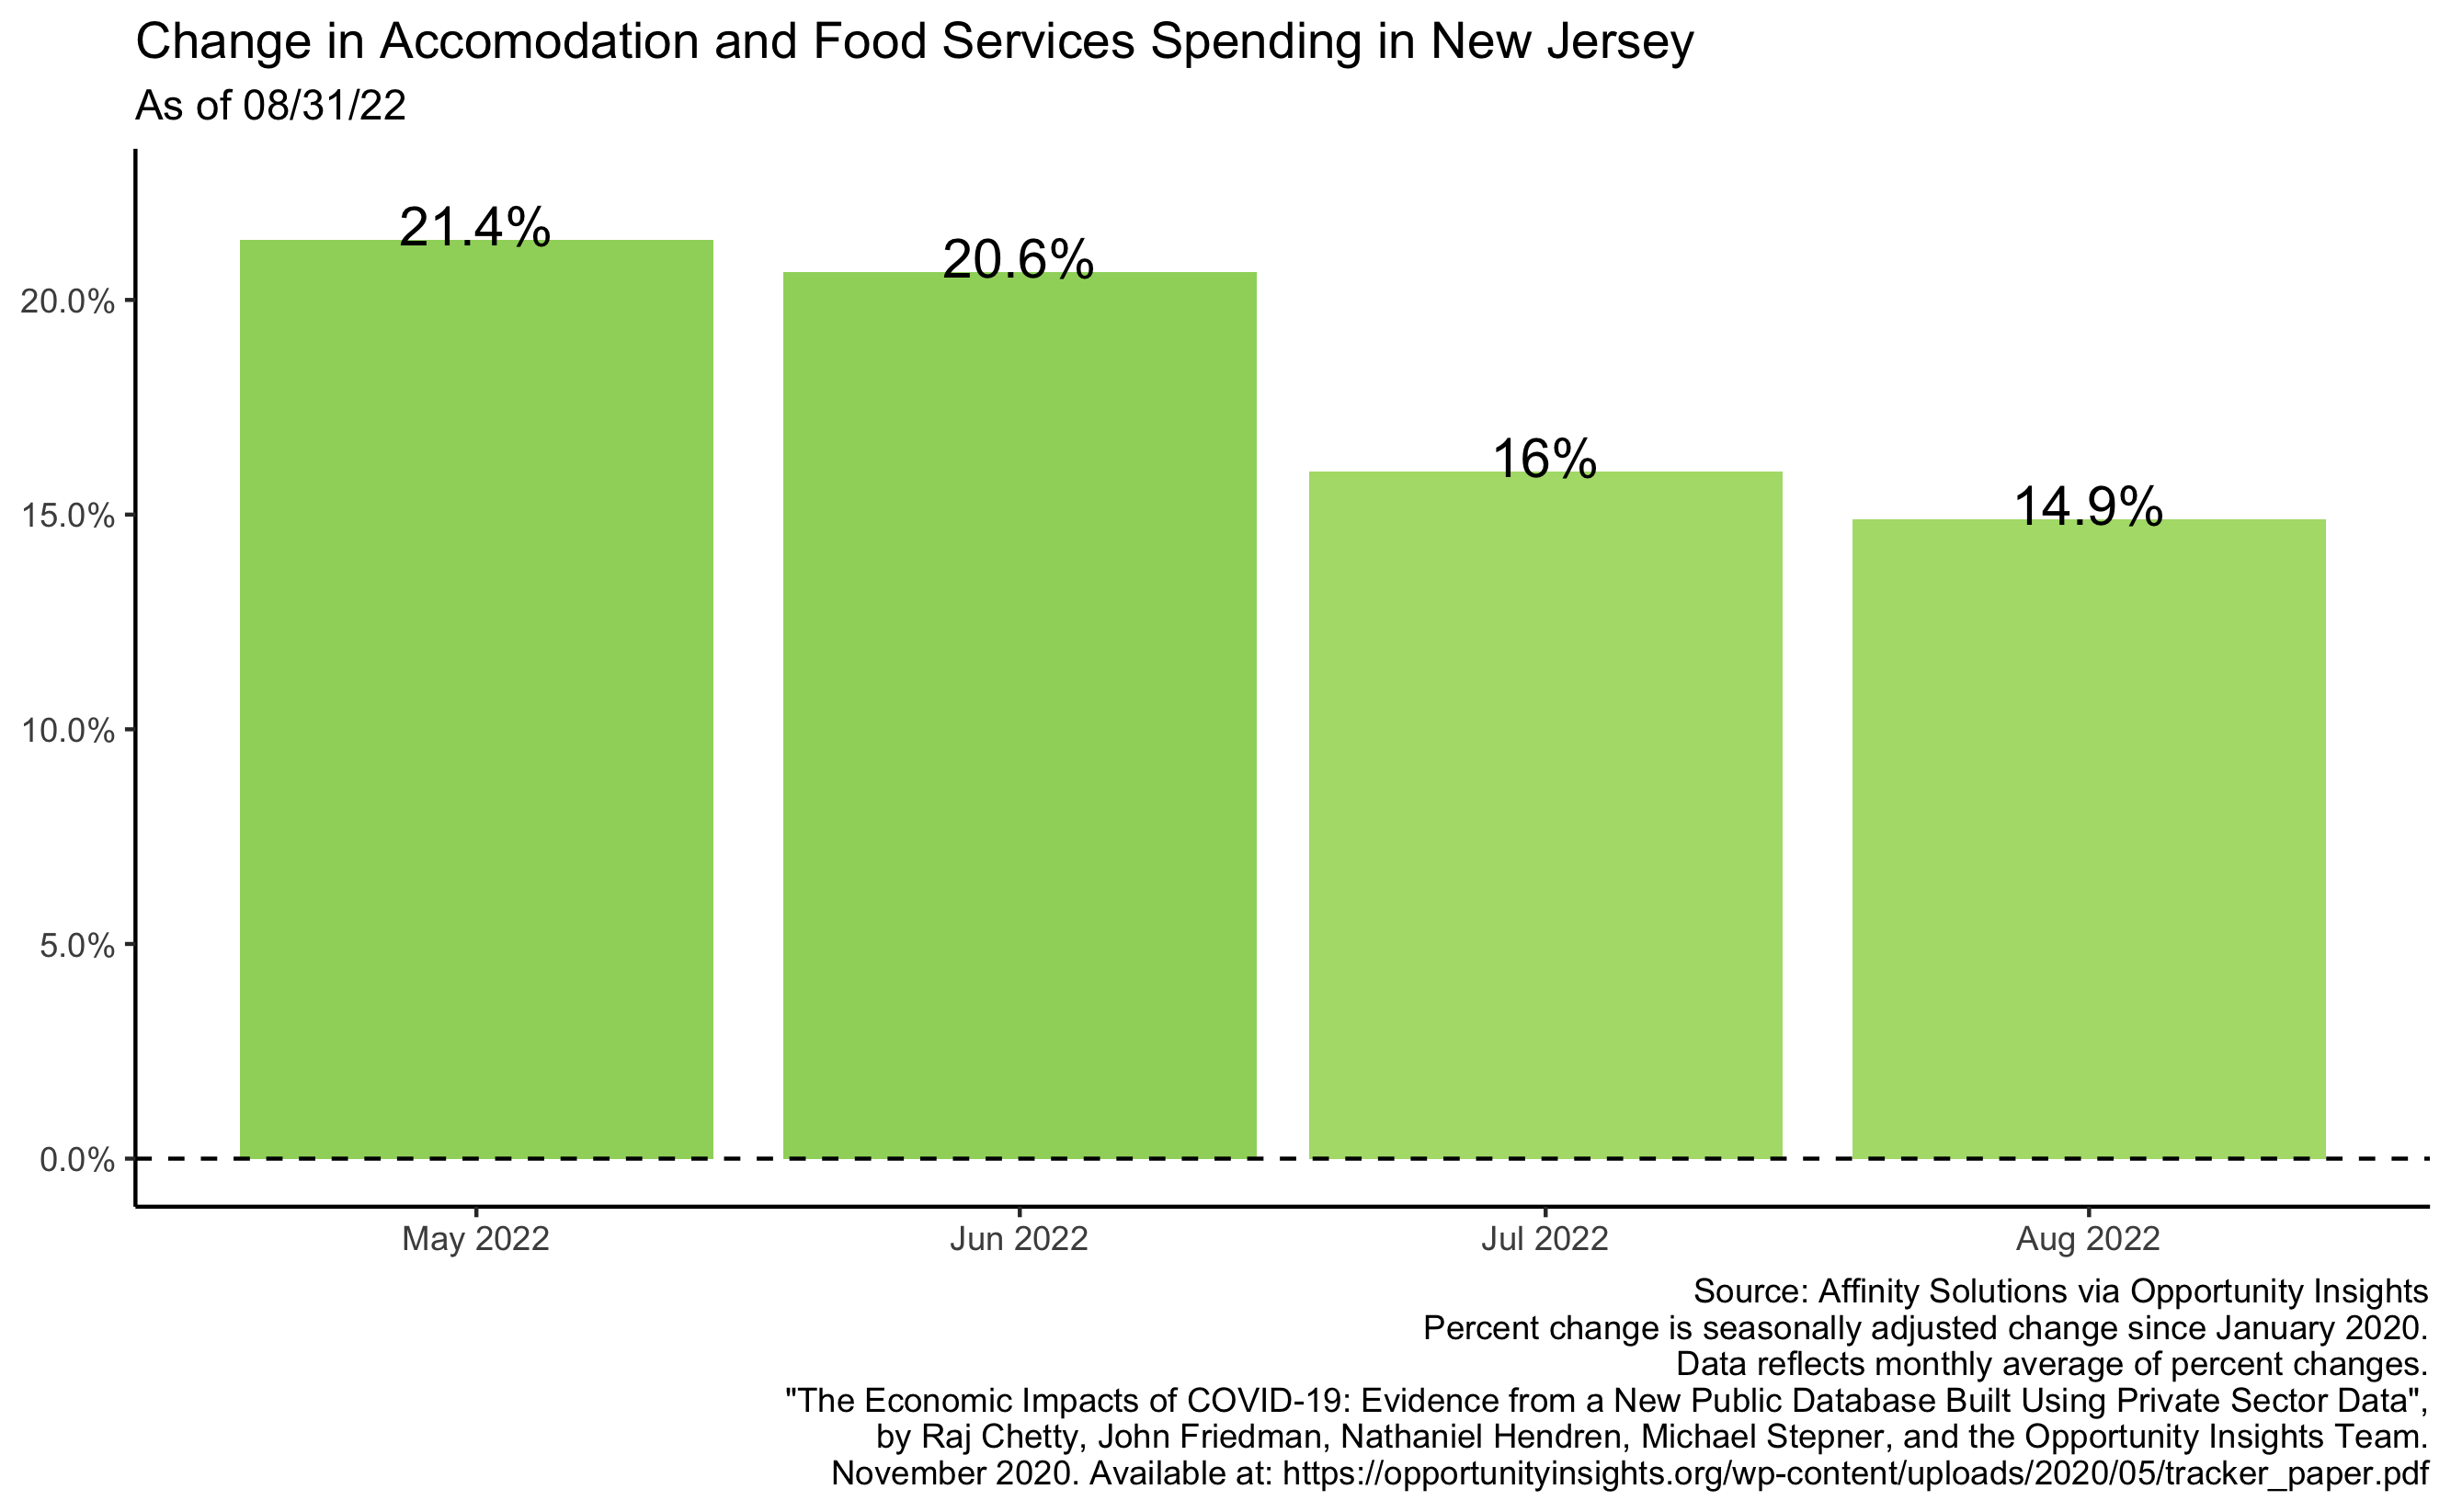 Change in Accomodation and Food Services Spending in New Jersey
As of 08/31/22
21.4%
20.6%
16%
14.9%
20.0%
15.0%
10.0%
5.0%
0.0%
May 2022
Jun 2022
Jul 2022
Aug 2022
Source: Affinity Solutions via Opportunity Insights
Percent change is seasonally adjusted change since January 2020.
Data reflects monthly average of percent changes.
"The Economic Impacts of COVID-19: Evidence from a New Public Database Built Using Private Sector Data",
by Raj Chetty, John Friedman, Nathaniel Hendren, Michael Stepner, and the Opportunity Insights Team.
November 2020. Available at: https://opportunityinsights.org/wp-content/uploads/2020/05/tracker_paper.pdf